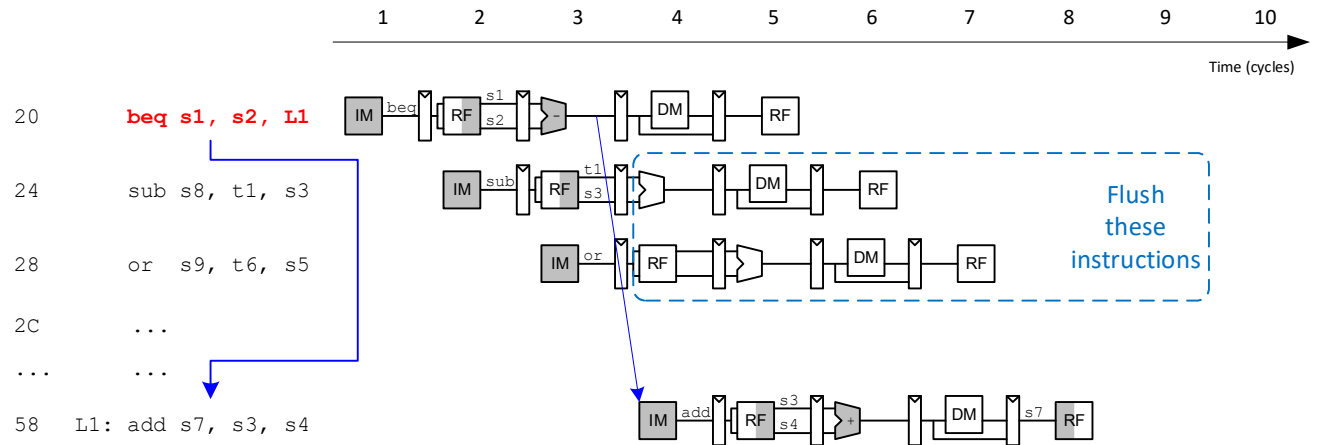 1 2 3 4 5 6 7 8 9 10
Time (cycles)
20 beq s1, s2, L1 IM beq RF s1 s2 - DM RF
24 sub s8, t1, s3 IM sub RF t1 s3 DM RF
28 or s9, t6, s5 IM or RF DM RF
Flush
these
instructions
2C ...
... ...
58 L1: add s7, s3, s4 IM add RF s3 s4 + DM s7 RF